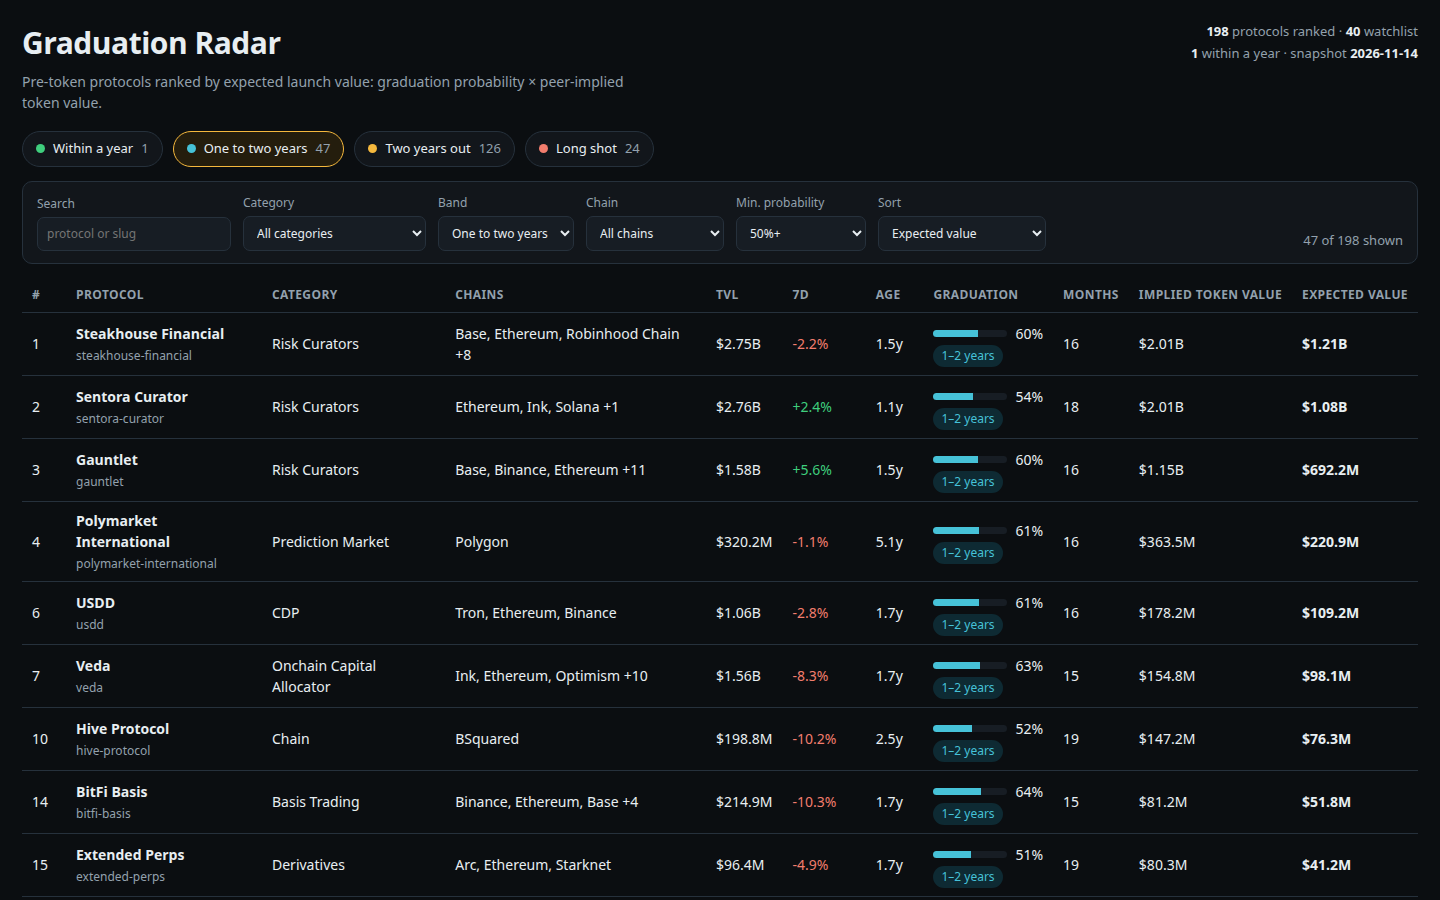 Graduation Radar
198 protocols ranked · 40 watchlist
1 within a year · snapshot 2026-11-14
Pre-token protocols ranked by expected launch value: graduation probability × peer-implied
token value.
Within a year 1 One to two years 47 Two years out 126 Long shot 24
Search Category Band Chain Min. probability Sort
protocol or slug All categories One to two years All chains 50%+ Expected value 47 of 198 shown
# PROTOCOL CATEGORY CHAINS TVL 7D AGE GRADUATION MONTHS IMPLIED TOKEN VALUE EXPECTED VALUE
1 Steakhouse Financial steakhouse-financial Risk Curators Base, Ethereum, Robinhood Chain +8 $2.75B -2.2% 1.5y 60% 1–2 years 16 $2.01B $1.21B
2 Sentora Curator sentora-curator Risk Curators Ethereum, Ink, Solana +1 $2.76B +2.4% 1.1y 54% 1–2 years 18 $2.01B $1.08B
3 Gauntlet gauntlet Risk Curators Base, Binance, Ethereum +11 $1.58B +5.6% 1.5y 60% 1–2 years 16 $1.15B $692.2M
4 Polymarket International polymarket-international Prediction Market Polygon $320.2M -1.1% 5.1y 61% 1–2 years 16 $363.5M $220.9M
6 USDD usdd CDP Tron, Ethereum, Binance $1.06B -2.8% 1.7y 61% 1–2 years 16 $178.2M $109.2M
7 Veda veda Onchain Capital Allocator Ink, Ethereum, Optimism +10 $1.56B -8.3% 1.7y 63% 1–2 years 15 $154.8M $98.1M
10 Hive Protocol hive-protocol Chain BSquared $198.8M -10.2% 2.5y 52% 1–2 years 19 $147.2M $76.3M
14 BitFi Basis bitfi-basis Basis Trading Binance, Ethereum, Base +4 $214.9M -10.3% 1.7y 64% 1–2 years 15 $81.2M $51.8M
15 Extended Perps extended-perps Derivatives Arc, Ethereum, Starknet $96.4M -4.9% 1.7y 51% 1–2 years 19 $80.3M $41.2M